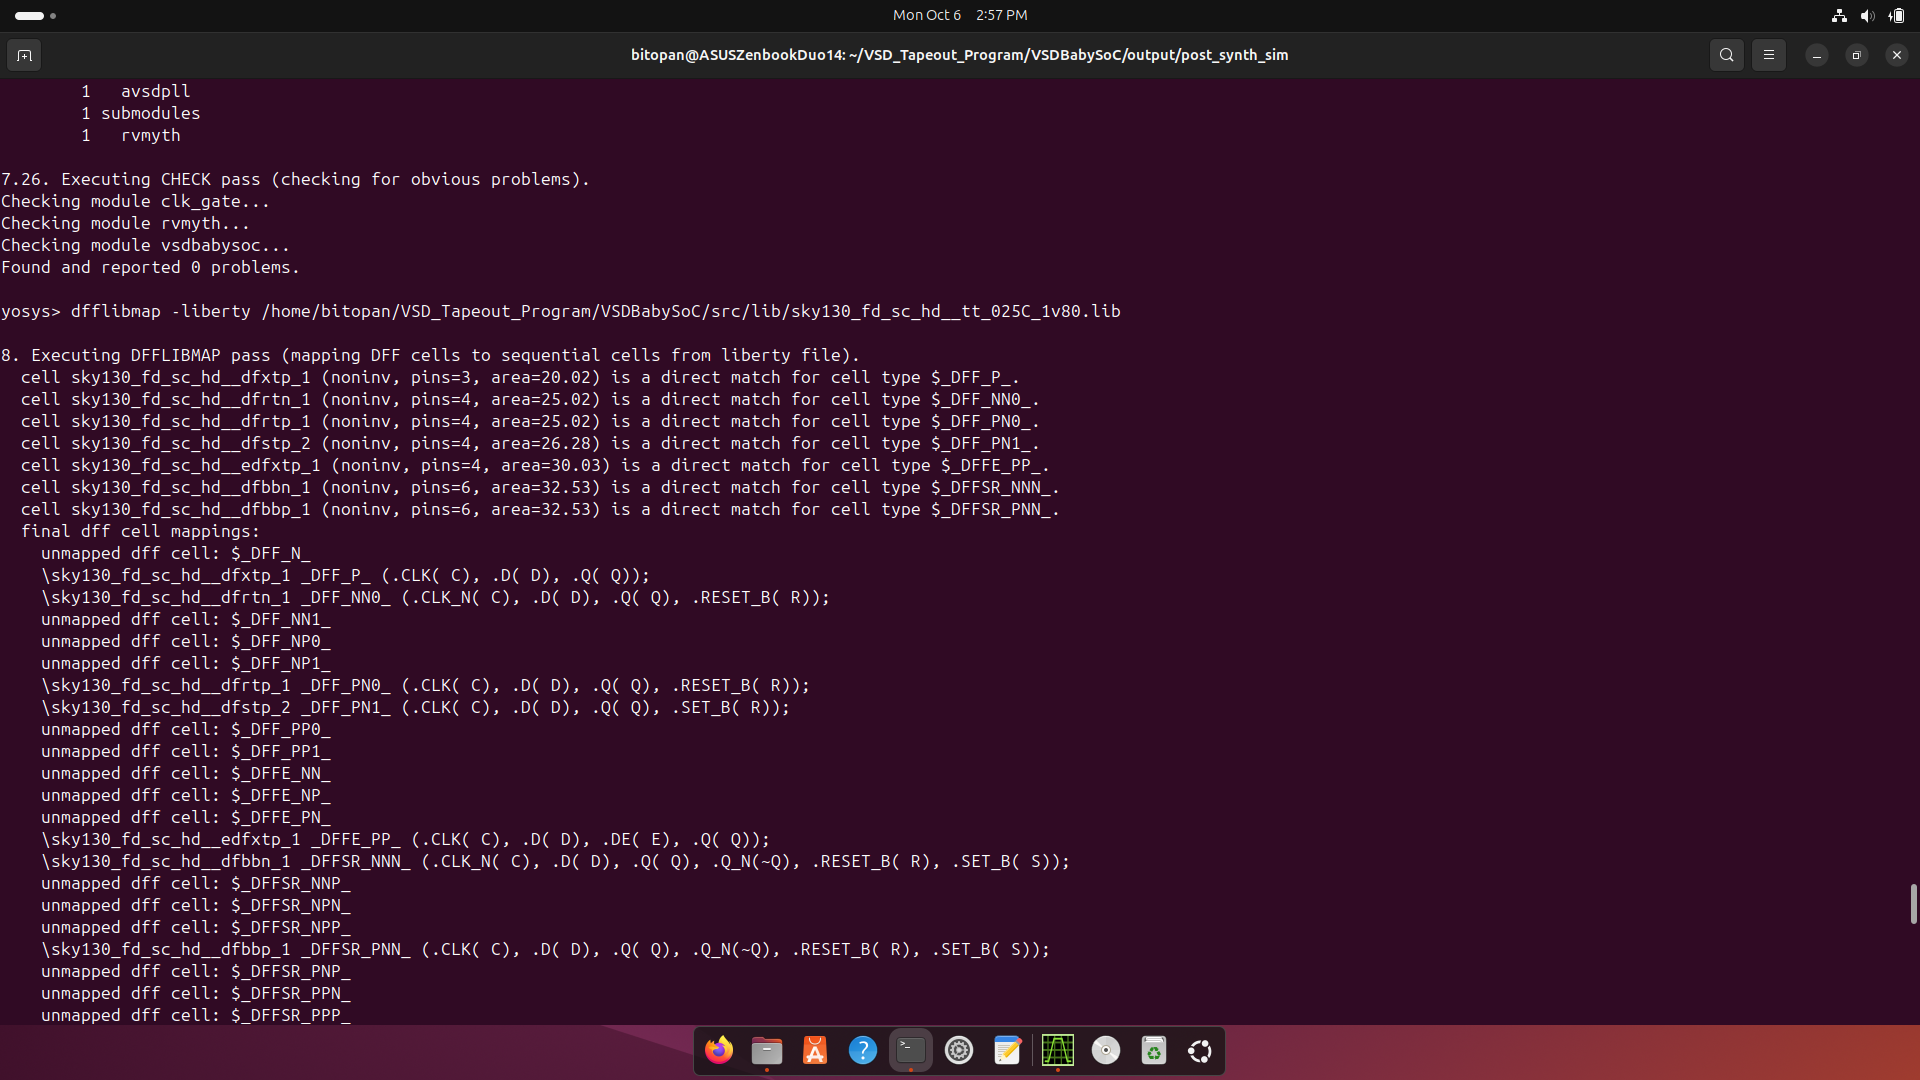 Mon Oct 6 2:57 PM
bitopan@ASUSZenbookDuo14: ~/VSD_Tapeout_Program/VSDBabySoC/output/post_synth_sim
1 avsdpll
1 submodules
1 rvmyth
7.26. Executing CHECK pass (checking for obvious problems).
Checking module clk_gate...
Checking module rvmyth...
Checking module vsdbabysoc...
Found and reported 0 problems.
yosys> dfflibmap -liberty /home/bitopan/VSD_Tapeout_Program/VSDBabySoC/src/lib/sky130_fd_sc_hd__tt_025C_1v80.lib
8. Executing DFFLIBMAP pass (mapping DFF cells to sequential cells from liberty file).
cell sky130_fd_sc_hd__dfxtp_1 (noninv, pins=3, area=20.02) is a direct match for cell type $_DFF_P_.
cell sky130_fd_sc_hd__dfrtn_1 (noninv, pins=4, area=25.02) is a direct match for cell type $_DFF_NN0_.
cell sky130_fd_sc_hd__dfrtp_1 (noninv, pins=4, area=25.02) is a direct match for cell type $_DFF_PN0_.
cell sky130_fd_sc_hd__dfstp_2 (noninv, pins=4, area=26.28) is a direct match for cell type $_DFF_PN1_.
cell sky130_fd_sc_hd__edfxtp_1 (noninv, pins=4, area=30.03) is a direct match for cell type $_DFFE_PP_.
cell sky130_fd_sc_hd__dfbbn_1 (noninv, pins=6, area=32.53) is a direct match for cell type $_DFFSR_NNN_.
cell sky130_fd_sc_hd__dfbbp_1 (noninv, pins=6, area=32.53) is a direct match for cell type $_DFFSR_PNN_.
final dff cell mappings:
unmapped dff cell: $_DFF_N_
\sky130_fd_sc_hd__dfxtp_1 _DFF_P_ (.CLK( C), .D( D), .Q( Q));
\sky130_fd_sc_hd__dfrtn_1 _DFF_NN0_ (.CLK_N( C), .D( D), .Q( Q), .RESET_B( R));
unmapped dff cell: $_DFF_NN1_
unmapped dff cell: $_DFF_NP0_
unmapped dff cell: $_DFF_NP1_
\sky130_fd_sc_hd__dfrtp_1 _DFF_PN0_ (.CLK( C), .D( D), .Q( Q), .RESET_B( R));
\sky130_fd_sc_hd__dfstp_2 _DFF_PN1_ (.CLK( C), .D( D), .Q( Q), .SET_B( R));
unmapped dff cell: $_DFF_PP0_
unmapped dff cell: $_DFF_PP1_
unmapped dff cell: $_DFFE_NN_
unmapped dff cell: $_DFFE_NP_
unmapped dff cell: $_DFFE_PN_
\sky130_fd_sc_hd__edfxtp_1 _DFFE_PP_ (.CLK( C), .D( D), .DE( E), .Q( Q));
\sky130_fd_sc_hd__dfbbn_1 _DFFSR_NNN_ (.CLK_N( C), .D( D), .Q( Q), .Q_N(~Q), .RESET_B( R), .SET_B( S));
unmapped dff cell: $_DFFSR_NNP_
unmapped dff cell: $_DFFSR_NPN_
unmapped dff cell: $_DFFSR_NPP_
\sky130_fd_sc_hd__dfbbp_1 _DFFSR_PNN_ (.CLK( C), .D( D), .Q( Q), .Q_N(~Q), .RESET_B( R), .SET_B( S));
unmapped dff cell: $_DFFSR_PNP_
unmapped dff cell: $_DFFSR_PPN_
unmapped dff cell: $_DFFSR_PPP_